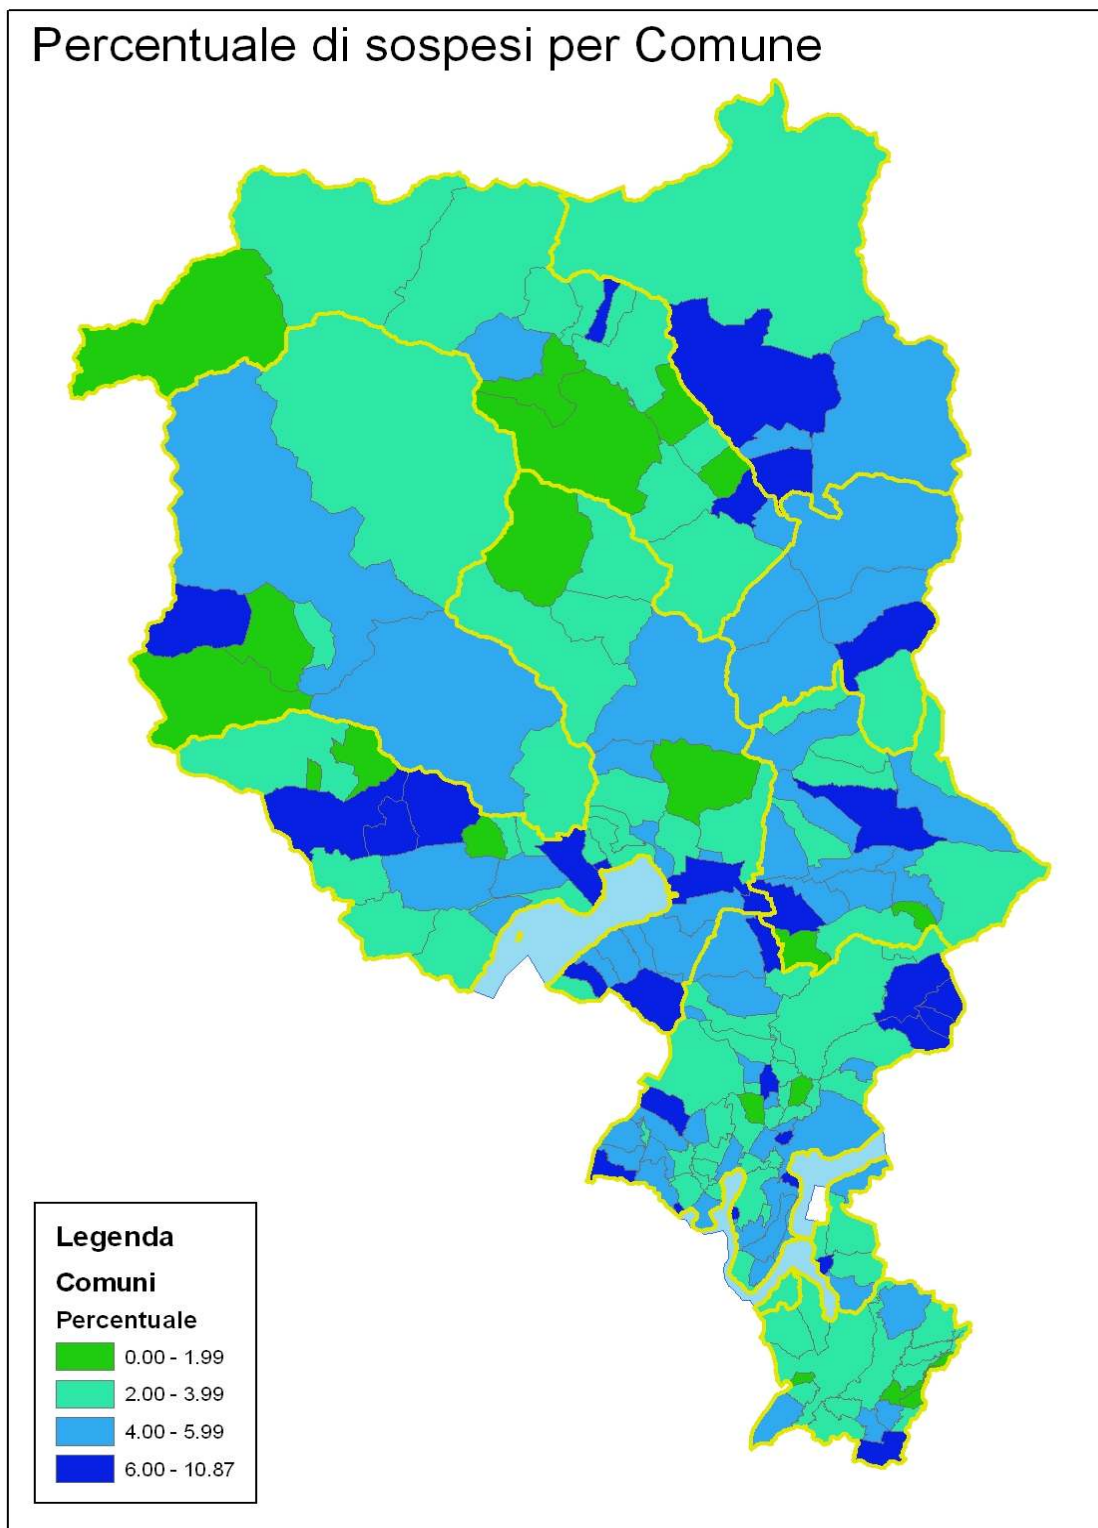 Percentuale di sospesi per Comune
Legenda
Comuni
Percentuale
0.00 - 1.99
2.00 - 3.99
4.00 - 5.99
6.00 - 10.87